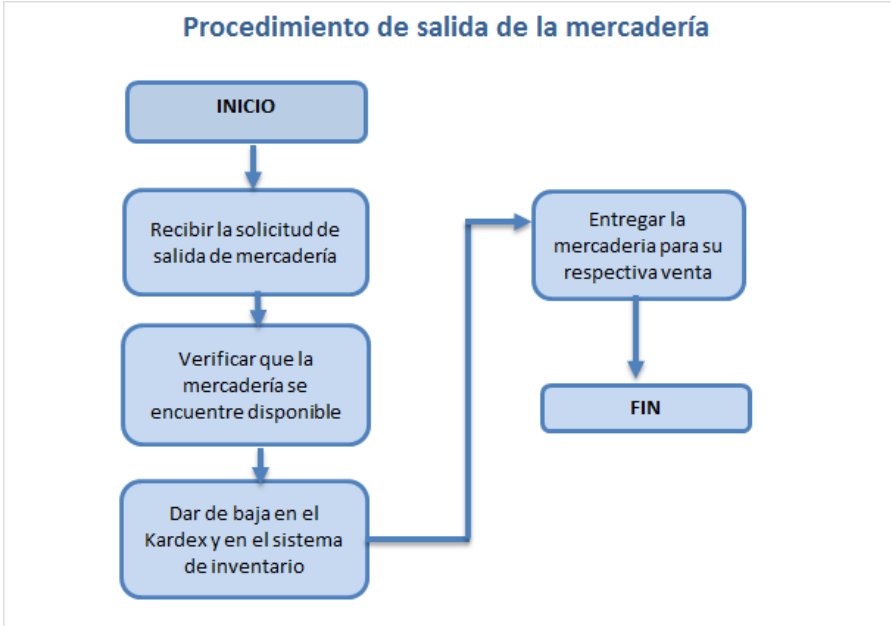 Procedimiento de salida de la mercadería
INICIO
Recibir la solicitud de
salida de mercadería
Verificar que la
mercadería se
encuentre disponible
Dar de baja en el
Kardex y en el sistema
de inventario
Entregar la
mercaderia para su
respectiva venta
FIN